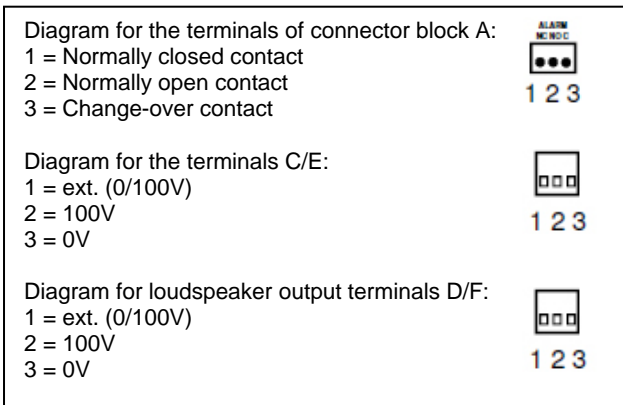 Diagram for the terminals of connector block A:
1 = Normally closed contact
2 = Normally open contact
3 = Change-over contact
ALARM
NC NO C
1 2 3
Diagram for the terminals C/E:
1 = ext. (0/100V)
2 = 100V
3 = 0V
1 2 3
Diagram for loudspeaker output terminals D/F:
1 = ext. (0/100V)
2 = 100V
3 = 0V
1 2 3